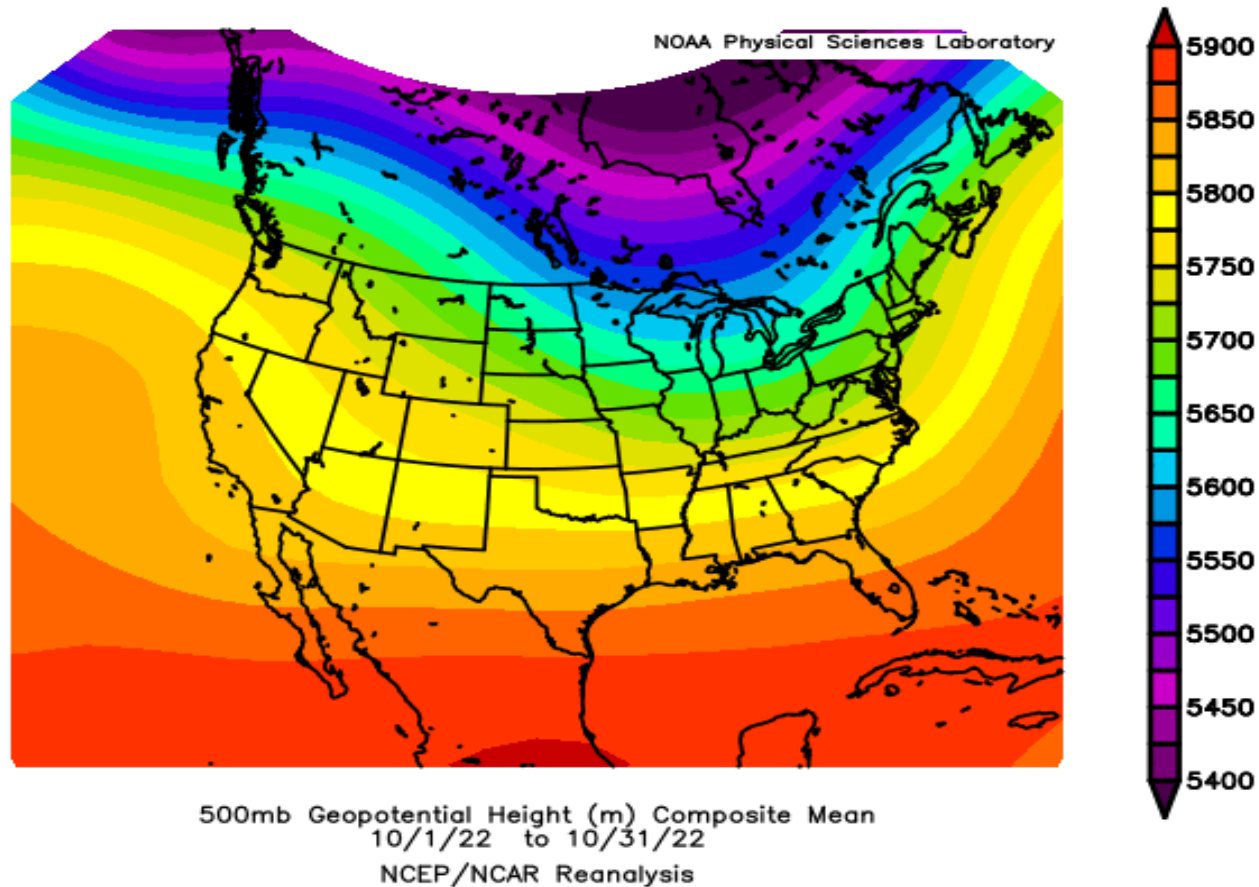 NOAA Physical Sciences Laboratory
5900
5850
5800
5750
5700
5650
5600
5550
5500
5450
5400
500mb Geopotential Height (m) Composite Mean
10/1/22 to 10/31/22
NCEP/NCAR Reanalysis